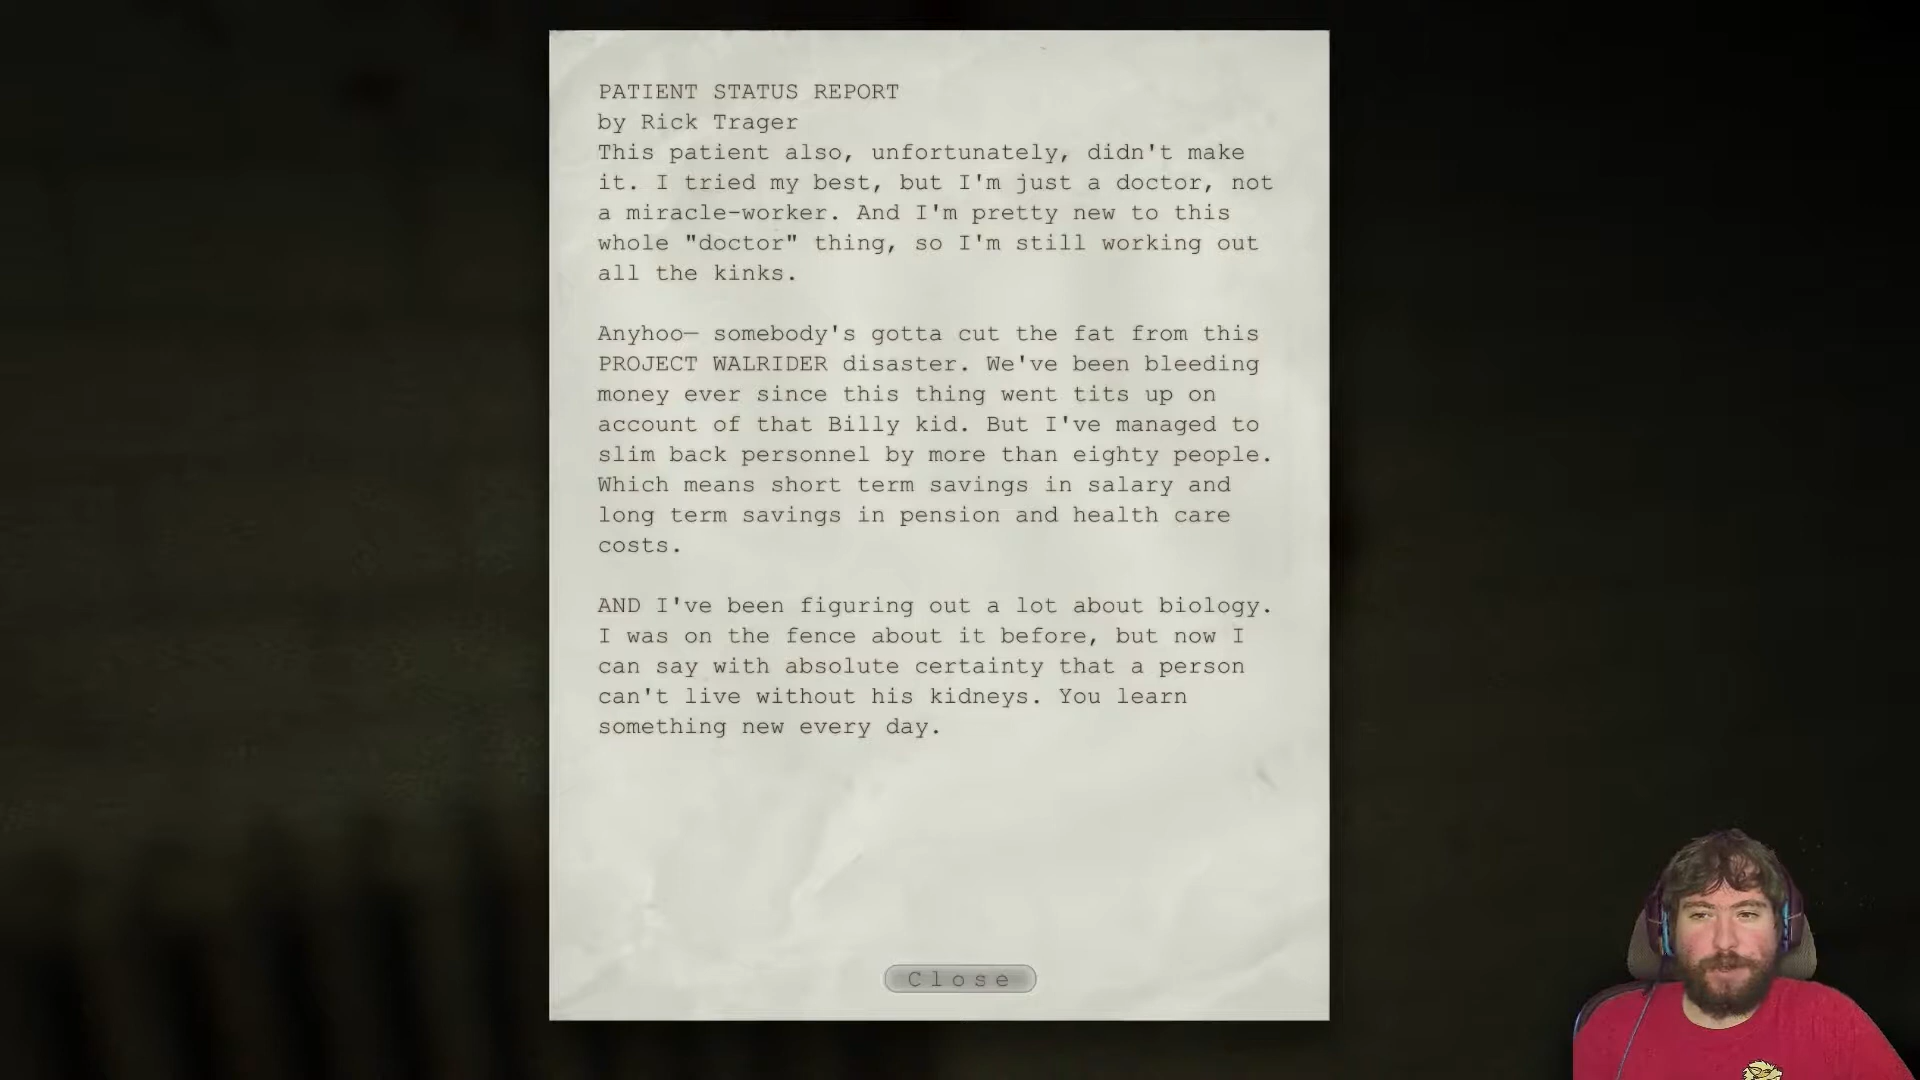 PATIENT STATUS REPORT
by Rick Trager
This patient also, unfortunately, didn't make
it. I tried my best, but I'm just a doctor, not
a miracle-worker. And I'm pretty new to this
whole "doctor" thing, so I'm still working out
all the kinks.
Anyhoo— somebody's gotta cut the fat from this
PROJECT WALRIDER disaster. We've been bleeding
money ever since this thing went tits up on
account of that Billy kid. But I've managed to
slim back personnel by more than eighty people.
Which means short term savings in salary and
long term savings in pension and health care
costs.
AND I've been figuring out a lot about biology.
I was on the fence about it before, but now I
can say with absolute certainty that a person
can't live without his kidneys. You learn
something new every day.
Close